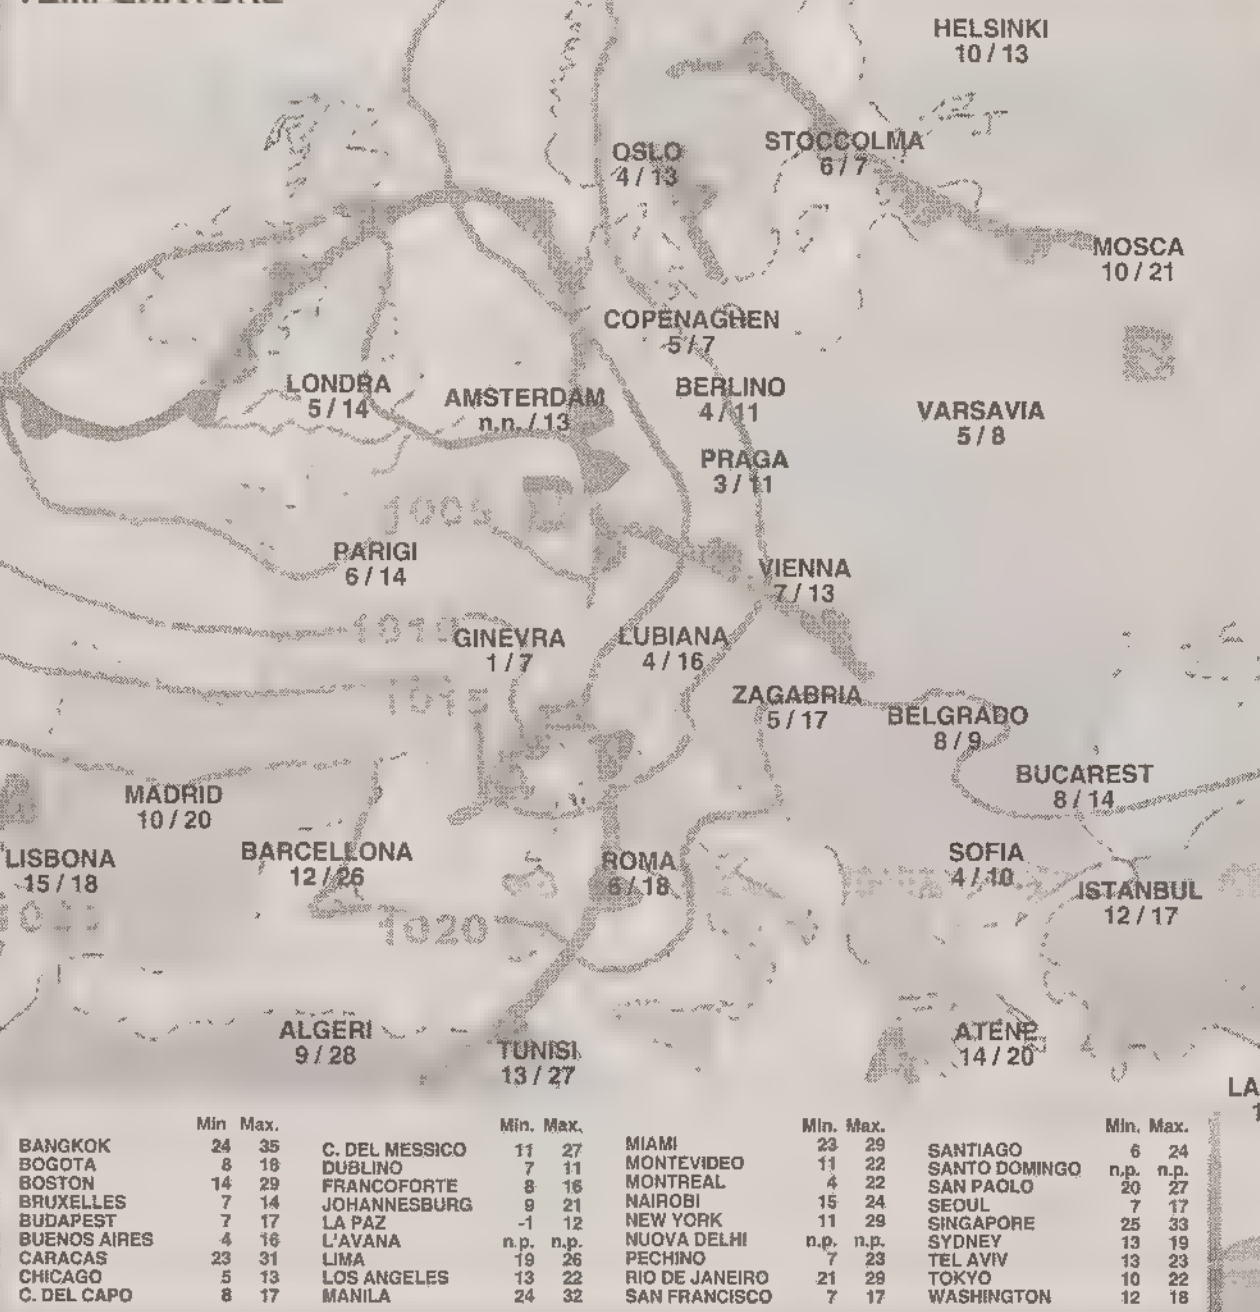 HELSINKI
10 / 13
STOCCOLMA
6 / 7
OSLO
4 / 13
MOSCA
10 / 21
COPENAGHEN
5 / 7
LONDRA
5 / 14
AMSTERDAM
n.n. / 13
BERLINO
4 / 11
VARSAVIA
5 / 8
PRAGA
3 / 11
1005
PARIGI
6 / 14
VIENNA
7 / 13
1010
GINEVRA
1 / 7
LUBIANA
4 / 16
1015
ZAGABRIA
5 / 17
BELGRADO
8 / 9
BUCAREST
8 / 14
MADRID
10 / 20
LISBONA
15 / 18
BARCELLONA
12 / 26
ROMA
6 / 18
SOFIA
4 / 10
ISTANBUL
12 / 17
1020
ALGERI
9 / 28
TUNISI
13 / 27
ATENE
14 / 20
A
LA
Min Max.
BANGKOK 24 35
BOGOTA 8 18
BOSTON 14 29
BRUXELLES 7 14
BUDAPEST 7 17
BUENOS AIRES 4 16
CARACAS 23 31
CHICAGO 5 13
C. DEL CAPO 8 17
Min. Max.
C. DEL MESSICO 11 27
DUBLINO 7 11
FRANCOFORTE 8 16
JOHANNESBURG 9 21
LA PAZ -1 12
L'AVANA n.p. n.p.
LIMA 19 26
LOS ANGELES 13 22
MANILA 24 32
Min. Max.
MIAMI 23 29
MONTEVIDEO 11 22
MONTREAL 4 22
NAIROBI 15 24
NEW YORK 11 29
NUOVA DELHI n.p. n.p.
PECHINO 7 23
RIO DE JANEIRO 21 29
SAN FRANCISCO 7 17
Min. Max.
SANTIAGO 6 24
SANTO DOMINGO n.p. n.p.
SAN PAOLO 20 27
SEOUL 7 17
SINGAPORE 25 33
SYDNEY 13 19
TEL AVIV 13 23
TOKYO 10 22
WASHINGTON 12 18